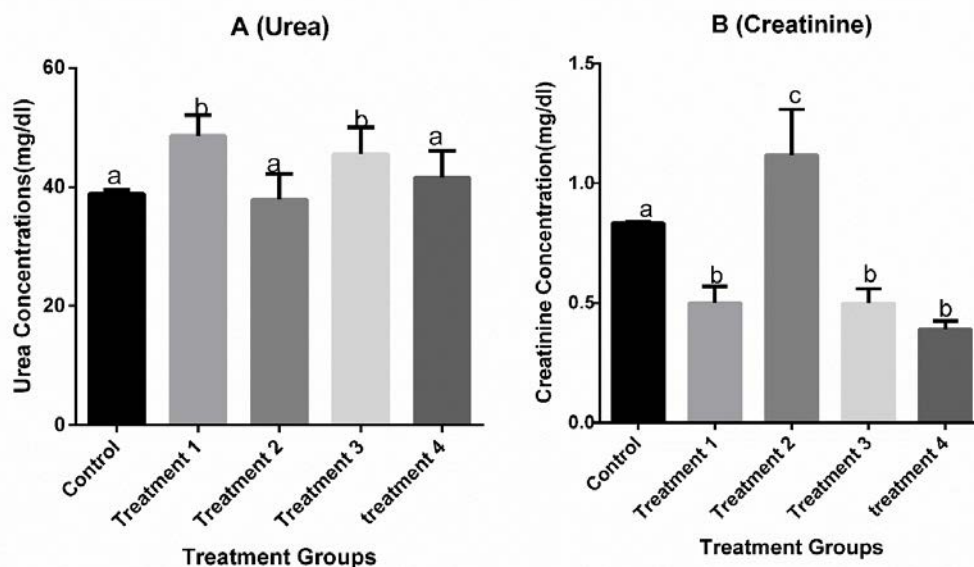 A (Urea)
Urea Concentrations(mg/dl)
60
40
20
0
a
b
a
b
a
Control
Treatment 1
Treatment 2
Treatment 3
treatment 4
Treatment Groups
B (Creatinine)
Creatinine Concentration(mg/dl)
1.5
1.0
0.5
0.0
a
b
c
b
b
Control
Treatment 1
Treatment 2
Treatment 3
treatment 4
Treatment Groups